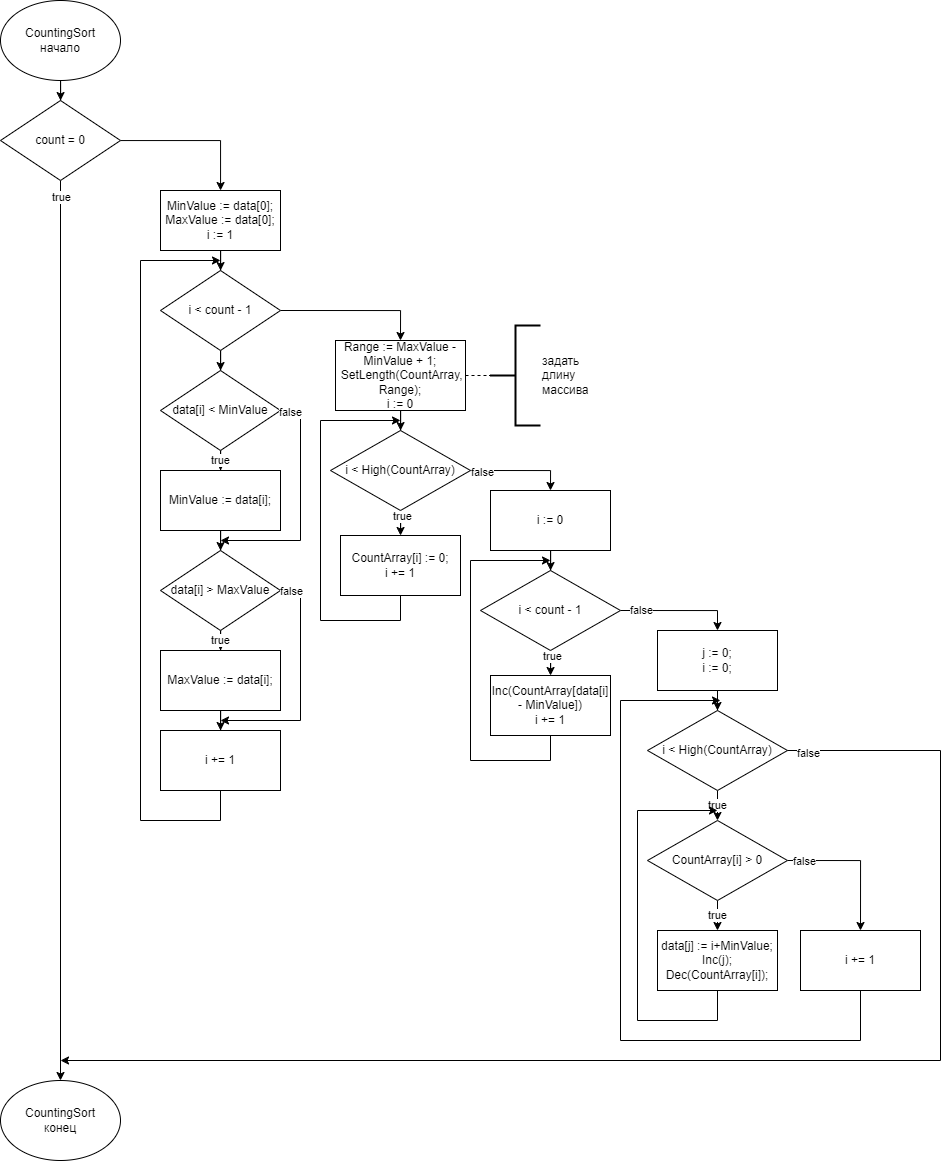 CountingSort
начало
count = 0
true
MinValue := data[0];
MaxValue := data[0];
i := 1
i < count - 1
data[i] < MinValue
false
true
MinValue := data[i];
data[i] > MaxValue
false
true
MaxValue := data[i];
i += 1
Range := MaxValue -
MinValue + 1;
SetLength(CountArray,
Range);
i := 0
задать
длину
массива
i < High(CountArray)
false
true
CountArray[i] := 0;
i += 1
i := 0
i < count - 1
false
true
Inc(CountArray[data[i]
- MinValue])
i += 1
j := 0;
i := 0;
i < High(CountArray)
false
true
CountArray[i] > 0
false
true
data[j] := i+MinValue;
Inc(j);
Dec(CountArray[i]);
i += 1
CountingSort
конец